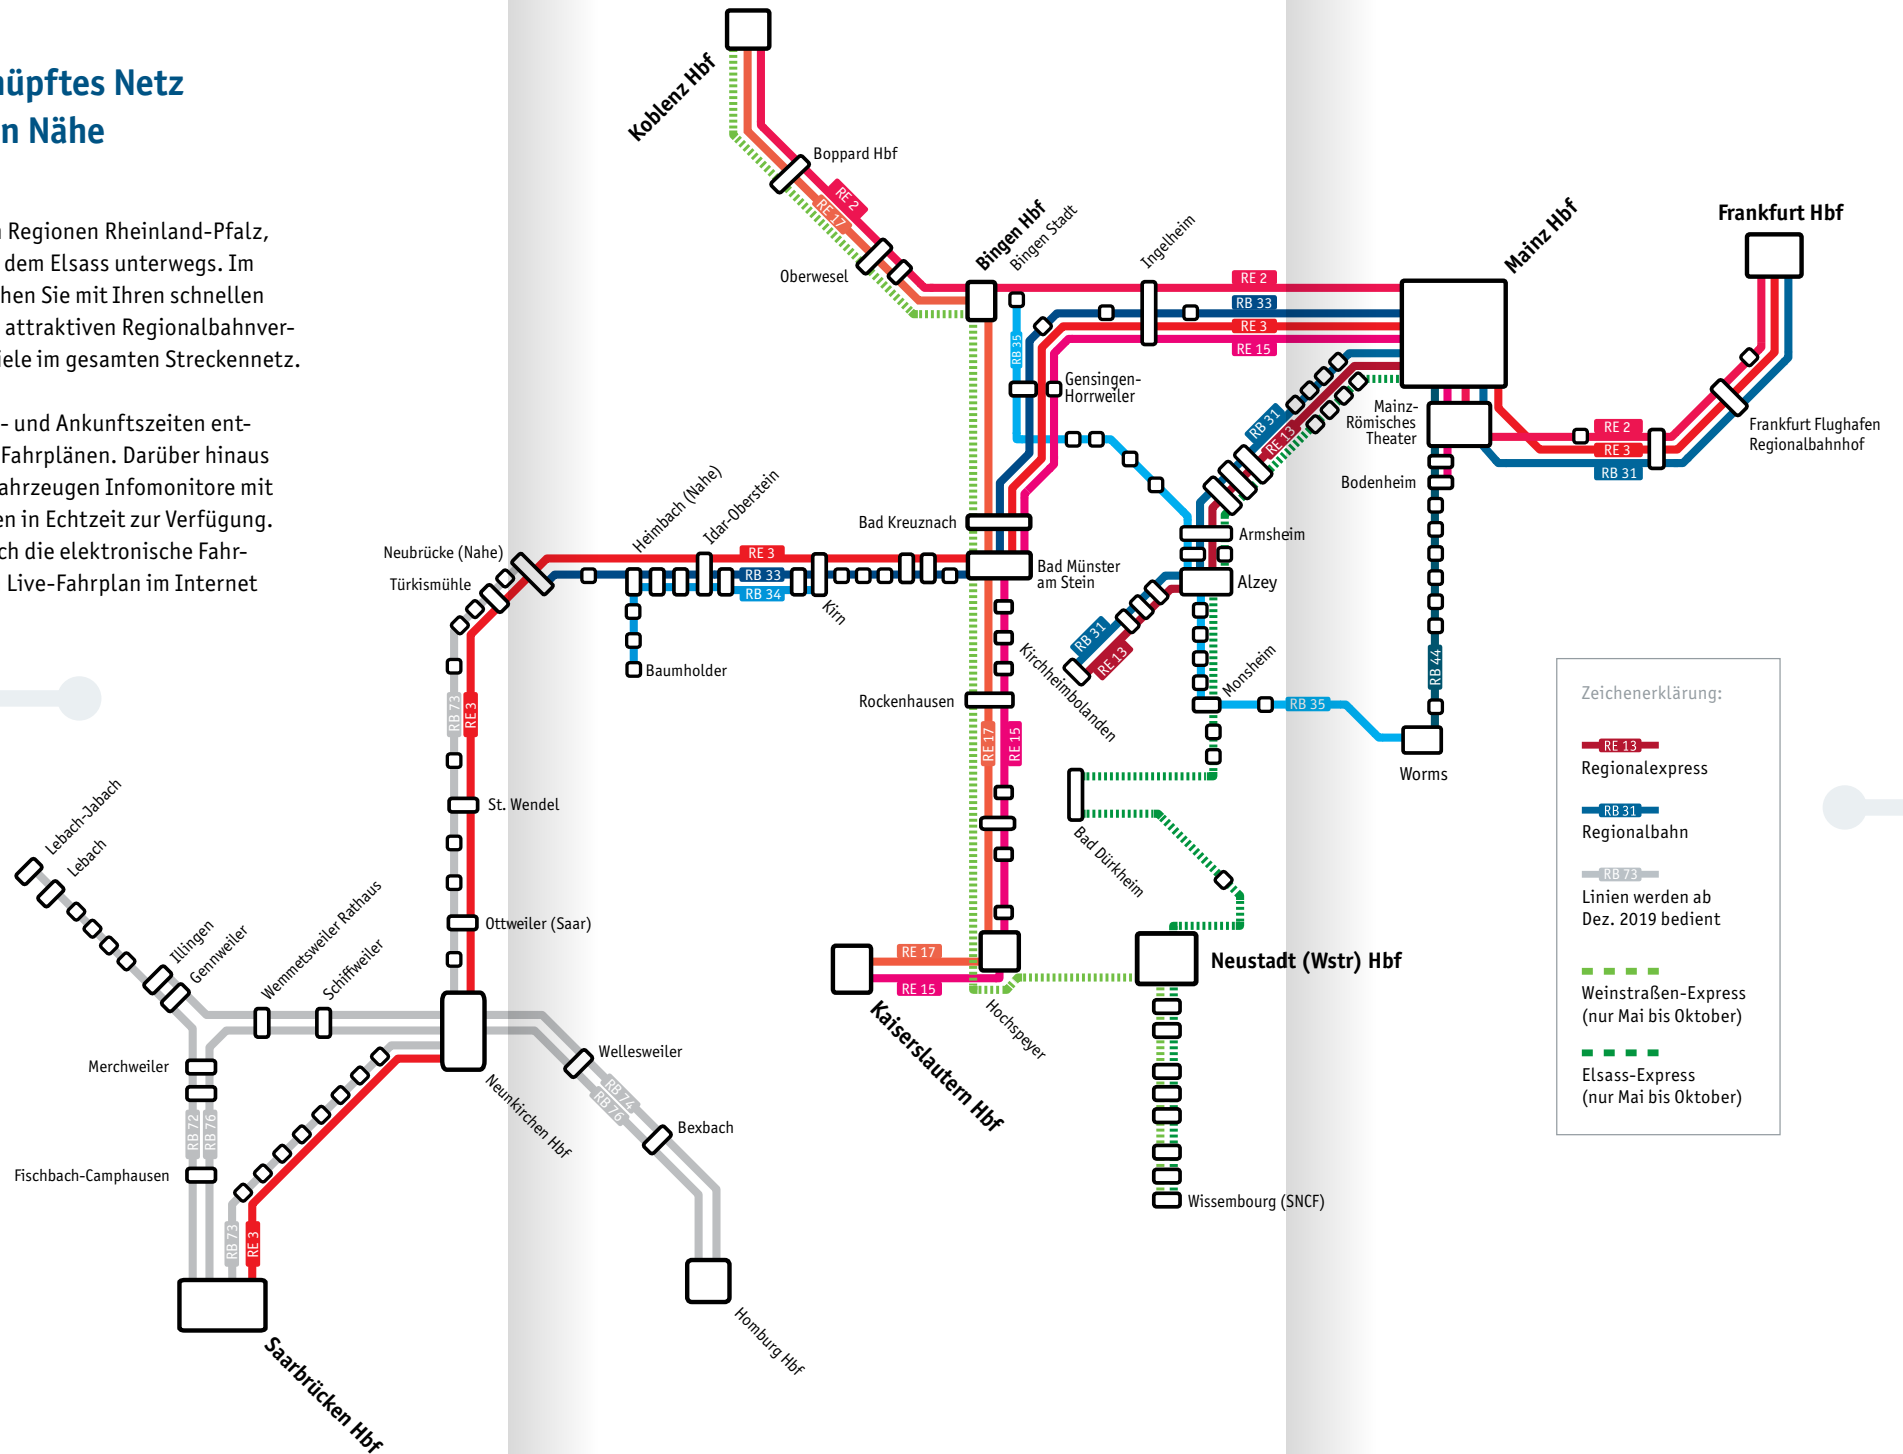 nüpftes Netz
n Nähe
Regionen Rheinland-Pfalz,
dem Elsass unterwegs. Im
hen Sie mit Ihren schnellen
attraktiven Regionalbahnver-
iele im gesamten Streckennetz.
- und Ankunftszeiten ent-
Fahrplänen. Darüber hinaus
ahrzeugen Infomonitore mit
en in Echtzeit zur Verfügung.
ch die elektronische Fahr-
Live-Fahrplan im Internet
Koblenz Hbf
Boppard Hbf
RE 2
RE 17
Oberwesel
Bingen Hbf
Bingen Stadt
Ingelheim
RE 2
RB 33
RE 3
RE 15
Mainz Hbf
Frankfurt Hbf
RB 35
Gensingen-
Horrweiler
RB 31
RE 13
Mainz-
Römisches
Theater
Bodenheim
RE 2
RE 3
RB 31
Frankfurt Flughafen
Regionalbahnhof
Bad Kreuznach
Bad Münster
am Stein
Armsheim
Alzey
Neubrücke (Nahe)
Türkismühle
Heimbach (Nahe)
Idar-Oberstein
RE 3
RB 33
RB 34
Kirn
Baumholder
RB 73
RE 3
Rockenhausen
RE 17
RE 15
Kirchheimbolanden
RB 31
RE 13
Monsheim
RB 35
RB 44
Worms
St. Wendel
Ottweiler (Saar)
Bad Dürkheim
Neustadt (Wstr) Hbf
RE 17
RE 15
Kaiserslautern Hbf
Hochspeyer
Wissembourg (SNCF)
Lebach-Jabach
Lebach
Illingen
Gennweiler
Wemmetsweiler Rathaus
Schiffweiler
Merchweiler
RB 72
RB 76
Fischbach-Camphausen
RB 73
RE 3
Saarbrücken Hbf
Neunkirchen Hbf
Wellesweiler
RB 74
RB 76
Bexbach
Homburg Hbf
Zeichenerklärung:
RE 13
Regionalexpress
RB 31
Regionalbahn
RB 73
Linien werden ab
Dez. 2019 bedient
Weinstraßen-Express
(nur Mai bis Oktober)
Elsass-Express
(nur Mai bis Oktober)